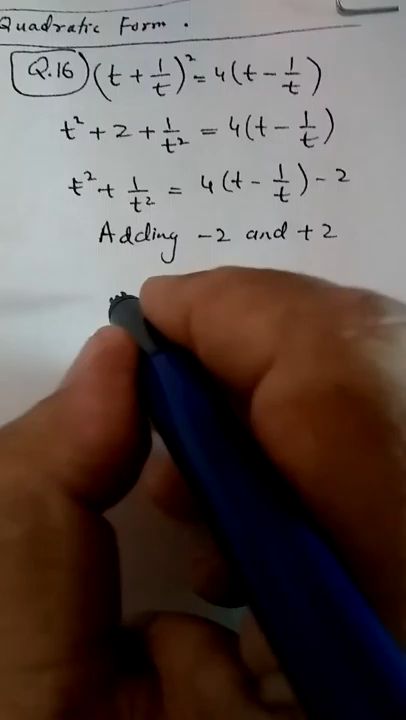 Quadratic Form.
Q.16 (t + 1/t)² = 4(t - 1/t)
t² + 2 + 1/t² = 4(t - 1/t)
t² + 1/t² = 4(t - 1/t) - 2
Adding -2 and +2